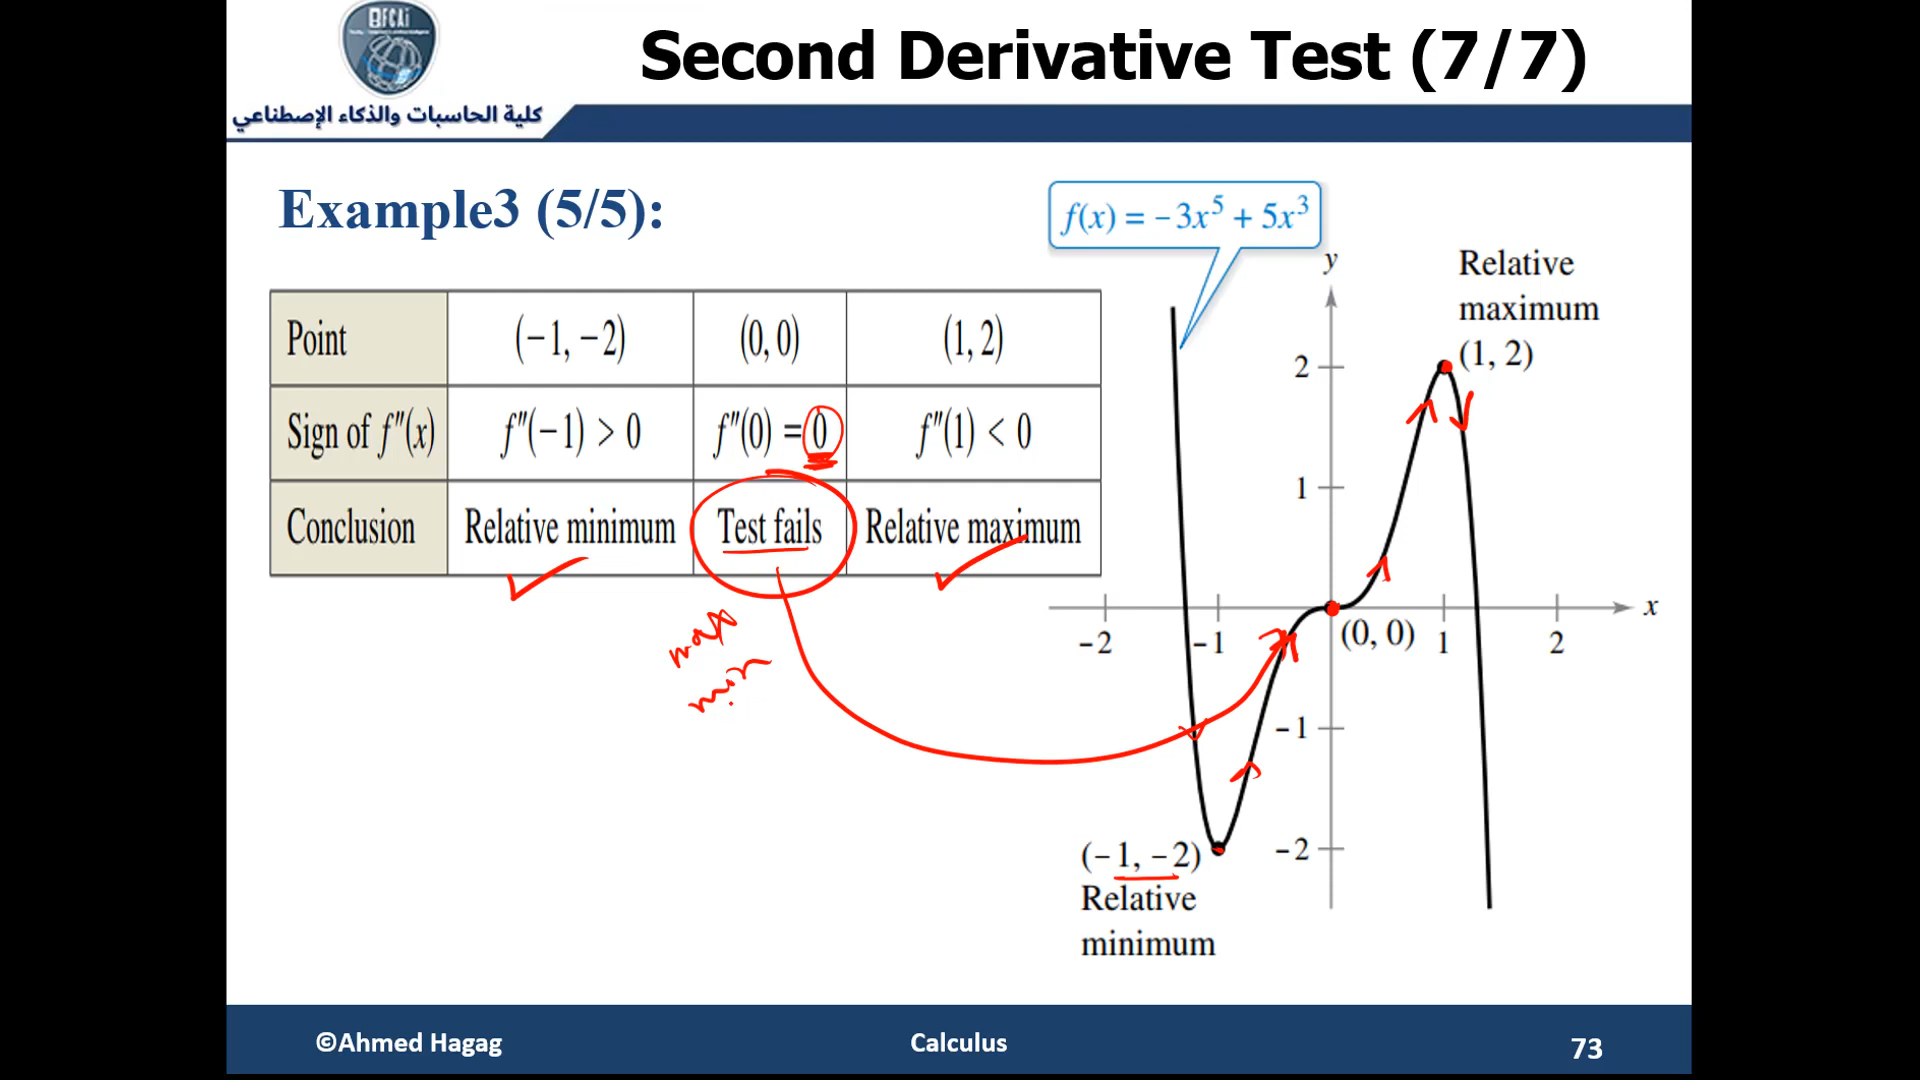 FCAi
Second Derivative Test (7/7)
كلية الحاسبات والذكاء الإصطناعي
Example3 (5/5):
f(x) = −3x⁵ + 5x³
Point (−1, −2) (0, 0) (1, 2)
Sign of f″(x) f″(−1) > 0 f″(0) = 0 f″(1) < 0
Conclusion Relative minimum Test fails Relative maximum
max
min
y
Relative
maximum
(1, 2)
2
1
x
−2 −1 (0, 0) 1 2
−1
−2
(−1, −2)
Relative
minimum
©Ahmed Hagag Calculus 73